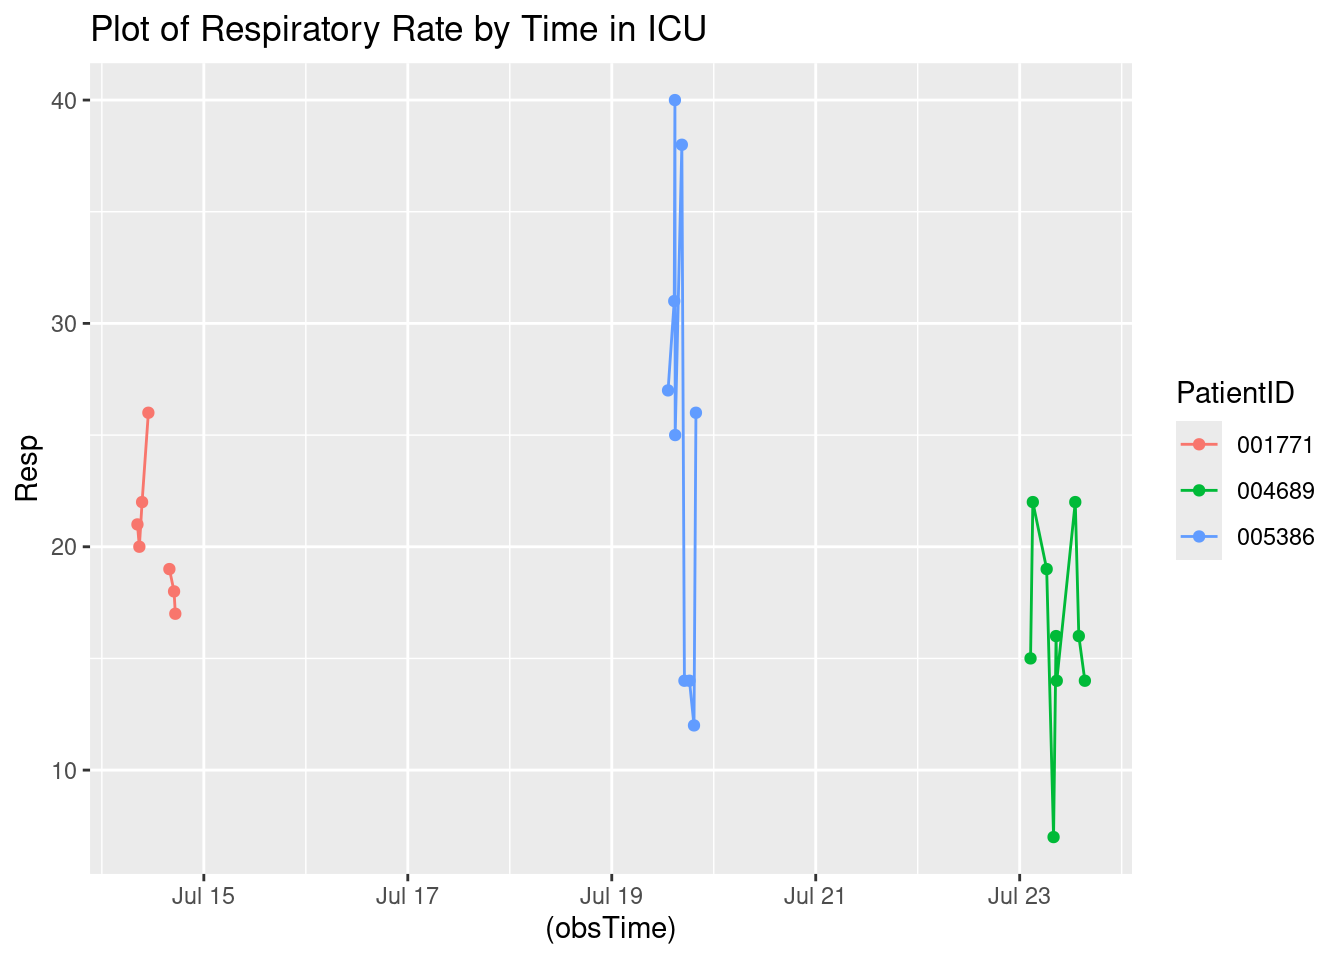 Plot of Respiratory Rate by Time in ICU
40
30
20
10
Resp
Jul 15
Jul 17
Jul 19
Jul 21
Jul 23
(obsTime)
PatientID
001771
004689
005386